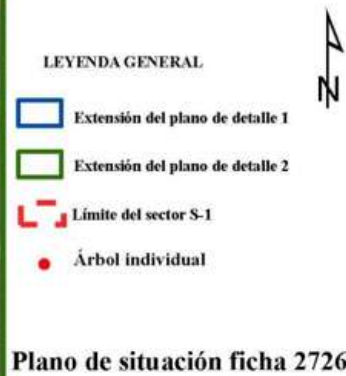 LEYENDA GENERAL
N
Extensión del plano de detalle 1
Extensión del plano de detalle 2
Límite del sector S-1
Árbol individual
Plano de situación ficha 2726